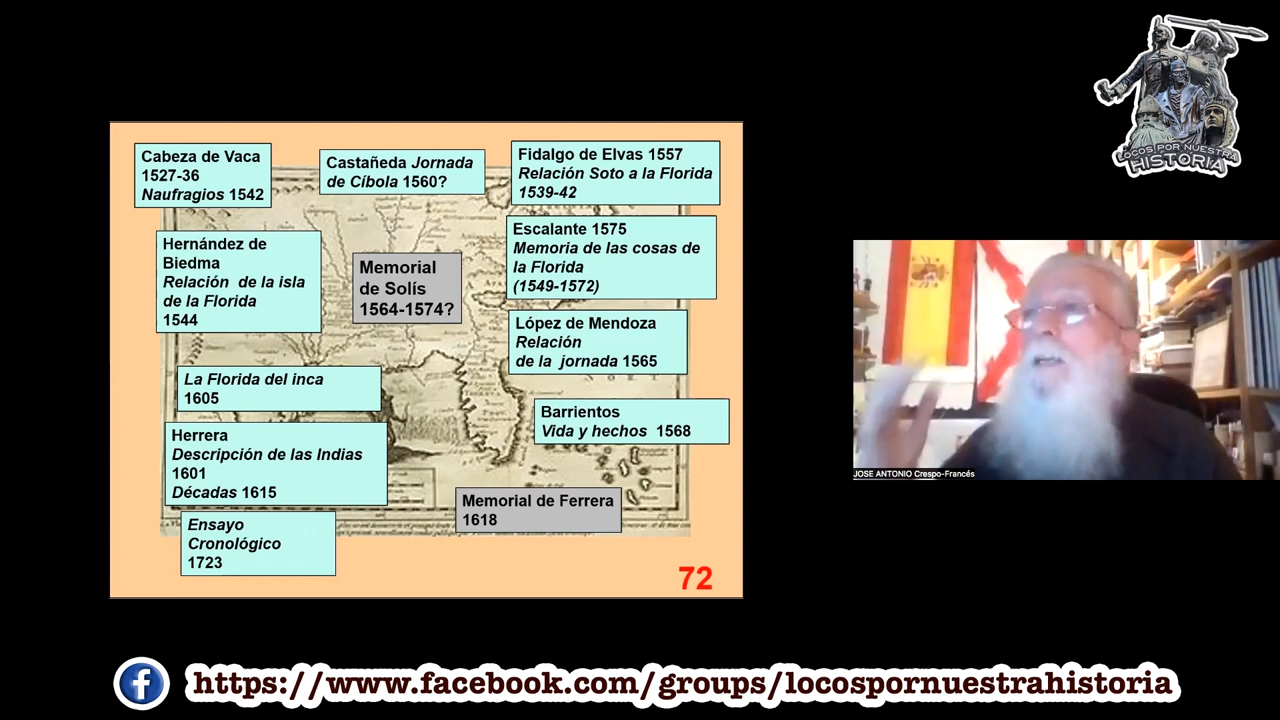 LOCOS POR NUESTRA
HISTORIA
Cabeza de Vaca
1527-36
Naufragios 1542
Castañeda Jornada
de Cíbola 1560?
Fidalgo de Elvas 1557
Relación Soto a la Florida
1539-42
Hernández de
Biedma
Relación de la isla
de la Florida
1544
Memorial
de Solís
1564-1574?
Escalante 1575
Memoria de las cosas de
la Florida
(1549-1572)
López de Mendoza
Relación
de la jornada 1565
La Florida del inca
1605
Barrientos
Vida y hechos 1568
Herrera
Descripción de las Indias
1601
Décadas 1615
Memorial de Ferrera
1618
Ensayo
Cronológico
1723
72
JOSE ANTONIO Crespo-Francés
f
https://www.facebook.com/groups/locospornuestrahistoria